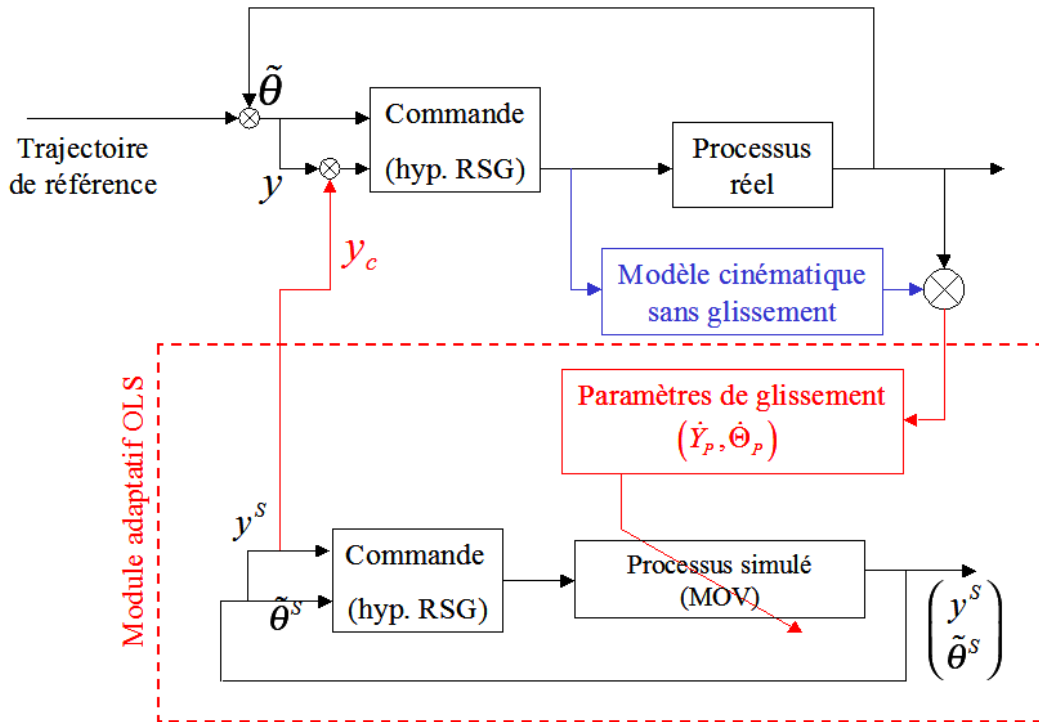 θ̃
Trajectoire
de référence
y
Commande
(hyp. RSG)
Processus
réel
y_c
Modèle cinématique
sans glissement
Module adaptatif OLS
Paramètres de glissement
(Ẏ_P, Θ̇_P)
y^S
θ̃^S
Commande
(hyp. RSG)
Processus simulé
(MOV)
y^S
θ̃^S